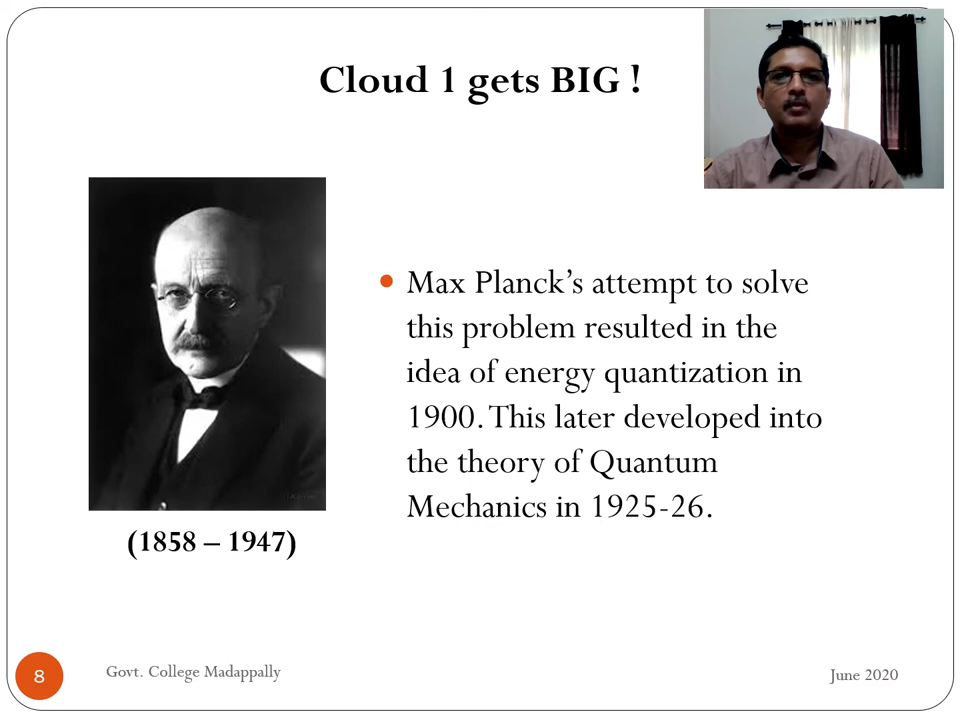 Cloud 1 gets BIG !
Max Planck’s attempt to solve
this problem resulted in the
idea of energy quantization in
1900. This later developed into
the theory of Quantum
Mechanics in 1925-26.
(1858 – 1947)
8
Govt. College Madappally
June 2020